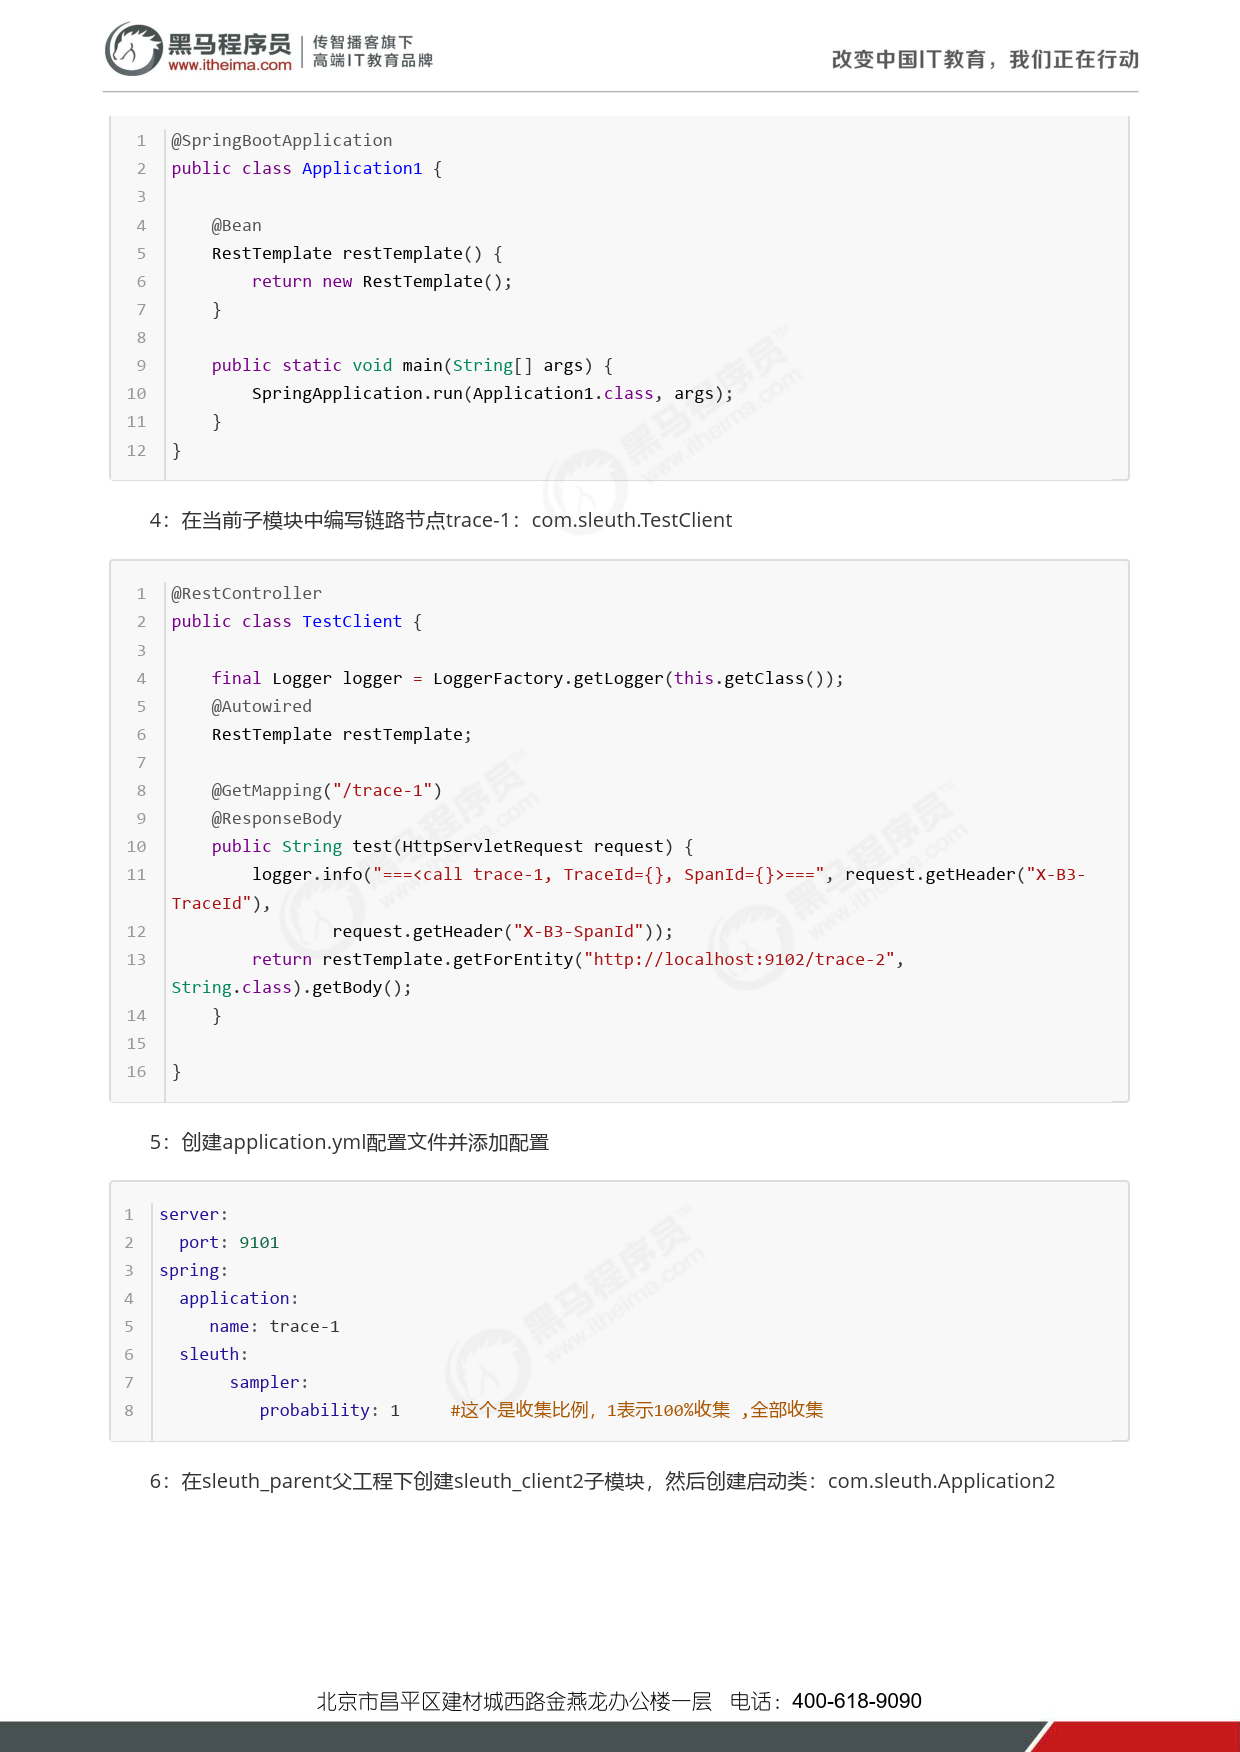 黑马程序员
www.itheima.com
传智播客旗下
高端IT教育品牌
改变中国IT教育，我们正在行动
1 @SpringBootApplication
2 public class Application1 {
3
4     @Bean
5     RestTemplate restTemplate() {
6         return new RestTemplate();
7     }
8
9     public static void main(String[] args) {
10         SpringApplication.run(Application1.class, args);
11     }
12 }
4：在当前子模块中编写链路节点trace-1：com.sleuth.TestClient
1 @RestController
2 public class TestClient {
3
4     final Logger logger = LoggerFactory.getLogger(this.getClass());
5     @Autowired
6     RestTemplate restTemplate;
7
8     @GetMapping("/trace-1")
9     @ResponseBody
10     public String test(HttpServletRequest request) {
11         logger.info("===<call trace-1, TraceId={}, SpanId={}>===", request.getHeader("X-B3-
TraceId"),
12                 request.getHeader("X-B3-SpanId"));
13         return restTemplate.getForEntity("http://localhost:9102/trace-2",
String.class).getBody();
14     }
15
16 }
5：创建application.yml配置文件并添加配置
1 server:
2   port: 9101
3 spring:
4   application:
5      name: trace-1
6   sleuth:
7        sampler:
8           probability: 1     #这个是收集比例，1表示100%收集 ,全部收集
6：在sleuth_parent父工程下创建sleuth_client2子模块，然后创建启动类：com.sleuth.Application2
北京市昌平区建材城西路金燕龙办公楼一层 电话：400-618-9090